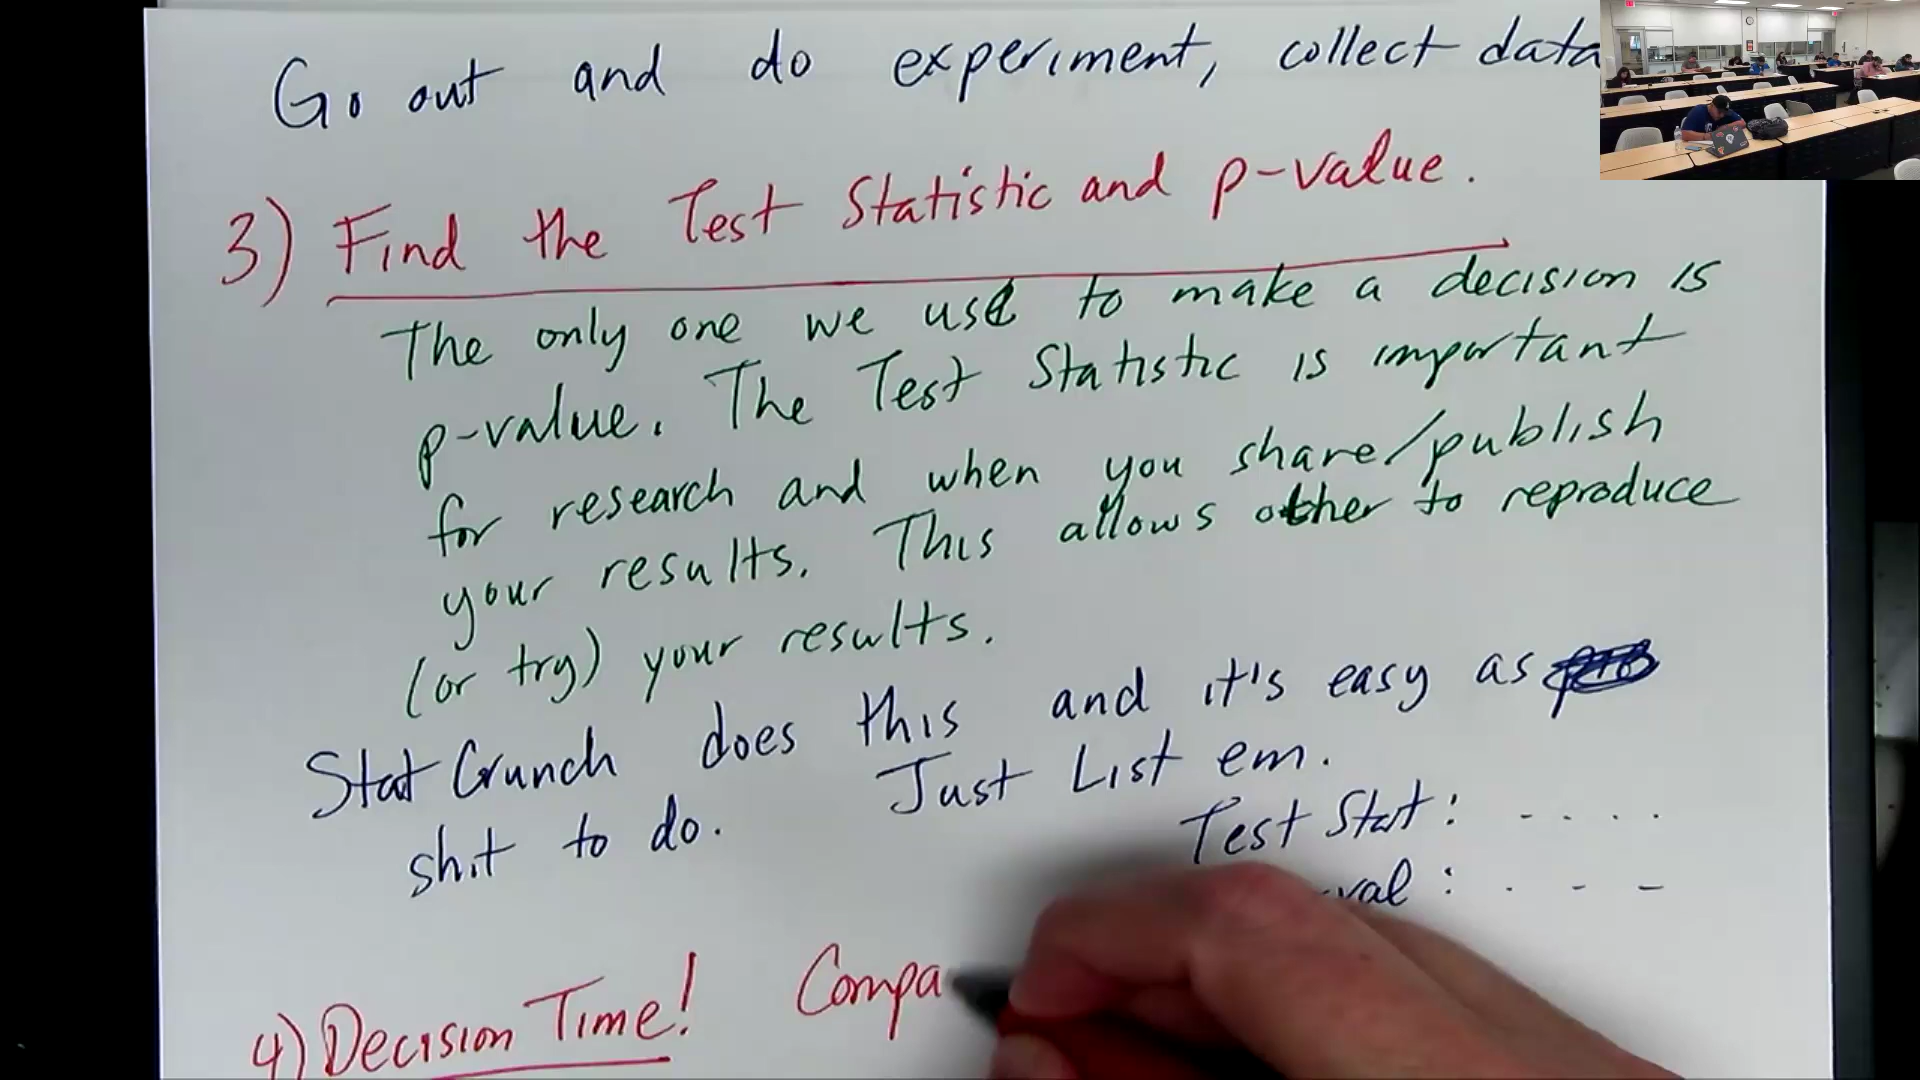 Go out and do experiment, collect data
3) Find the Test Statistic and p-value.
The only one we use to make a decision is
p-value. The Test Statistic is important
for research and when you share/publish
your results. This allows other to reproduce
(or try) your results.
StatCrunch does this and it's easy as
shit to do. Just List em.
Test Stat: ....
val: . - -
4) Decision Time! Compa